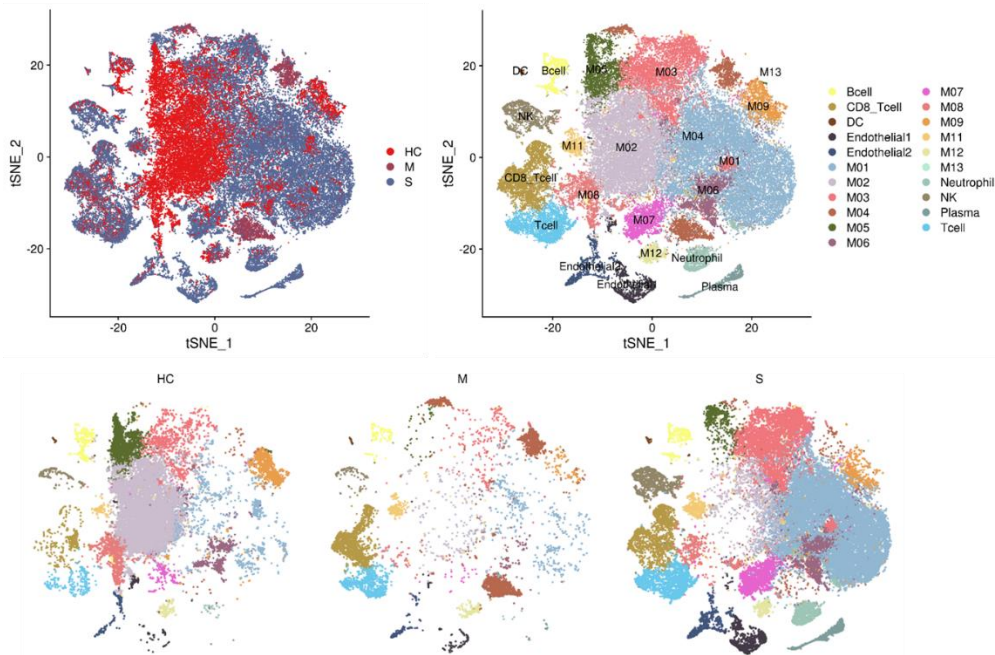 20
0
-20
tSNE_2
-20
0
20
tSNE_1
HC
M
S
20
0
-20
tSNE_2
-20
0
20
tSNE_1
DC
Bcell
M05
M03
M13
M09
NK
M11
M02
M04
M01
CD8_Tcell
M08
M06
Tcell
M07
M12
Neutrophil
Endothelial2
Endothelial1
Plasma
Bcell
CD8_Tcell
DC
Endothelial1
Endothelial2
M01
M02
M03
M04
M05
M06
M07
M08
M09
M11
M12
M13
Neutrophil
NK
Plasma
Tcell
HC
M
S